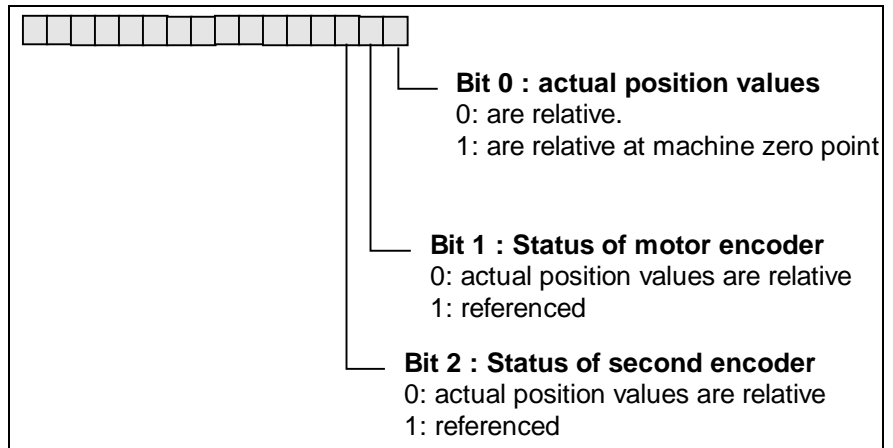 Bit 0 : actual position values
0: are relative.
1: are relative at machine zero point
Bit 1 : Status of motor encoder
0: actual position values are relative
1: referenced
Bit 2 : Status of second encoder
0: actual position values are relative
1: referenced